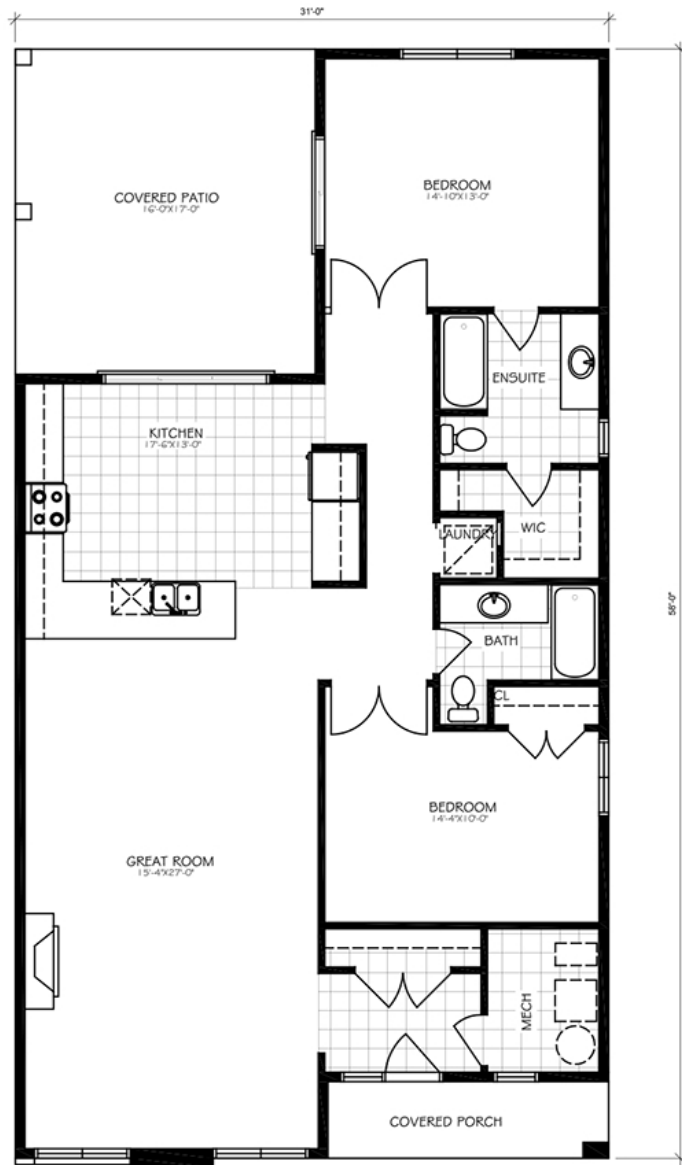 31'-0"
COVERED PATIO
16'-0"X17'-0"
BEDROOM
14'-10"X13'-0"
ENSUITE
KITCHEN
17'-6"X13'-0"
WIC
LAUNDRY
58'-0"
BATH
CL
BEDROOM
14'-4"X10'-0"
GREAT ROOM
15'-4"X27'-0"
MECH
COVERED PORCH